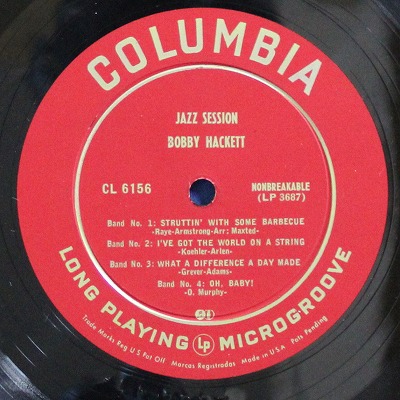 COLUMBIA
JAZZ SESSION
BOBBY HACKETT
CL 6156
NONBREAKABLE
(LP 3687)
Band No. 1: STRUTTIN' WITH SOME BARBECUE
-Raye-Armstrong-Arr: Maxted-
Band No. 2: I'VE GOT THE WORLD ON A STRING
-Koehler-Arlen-
Band No. 3: WHAT A DIFFERENCE A DAY MADE
-Grever-Adams-
Band No. 4: OH, BABY!
-O. Murphy-
LONG PLAYING Lp MICROGROOVE
Trade Marks Reg U S Pat Off Marcas Registradas Made in U.S.A. Pats Pending